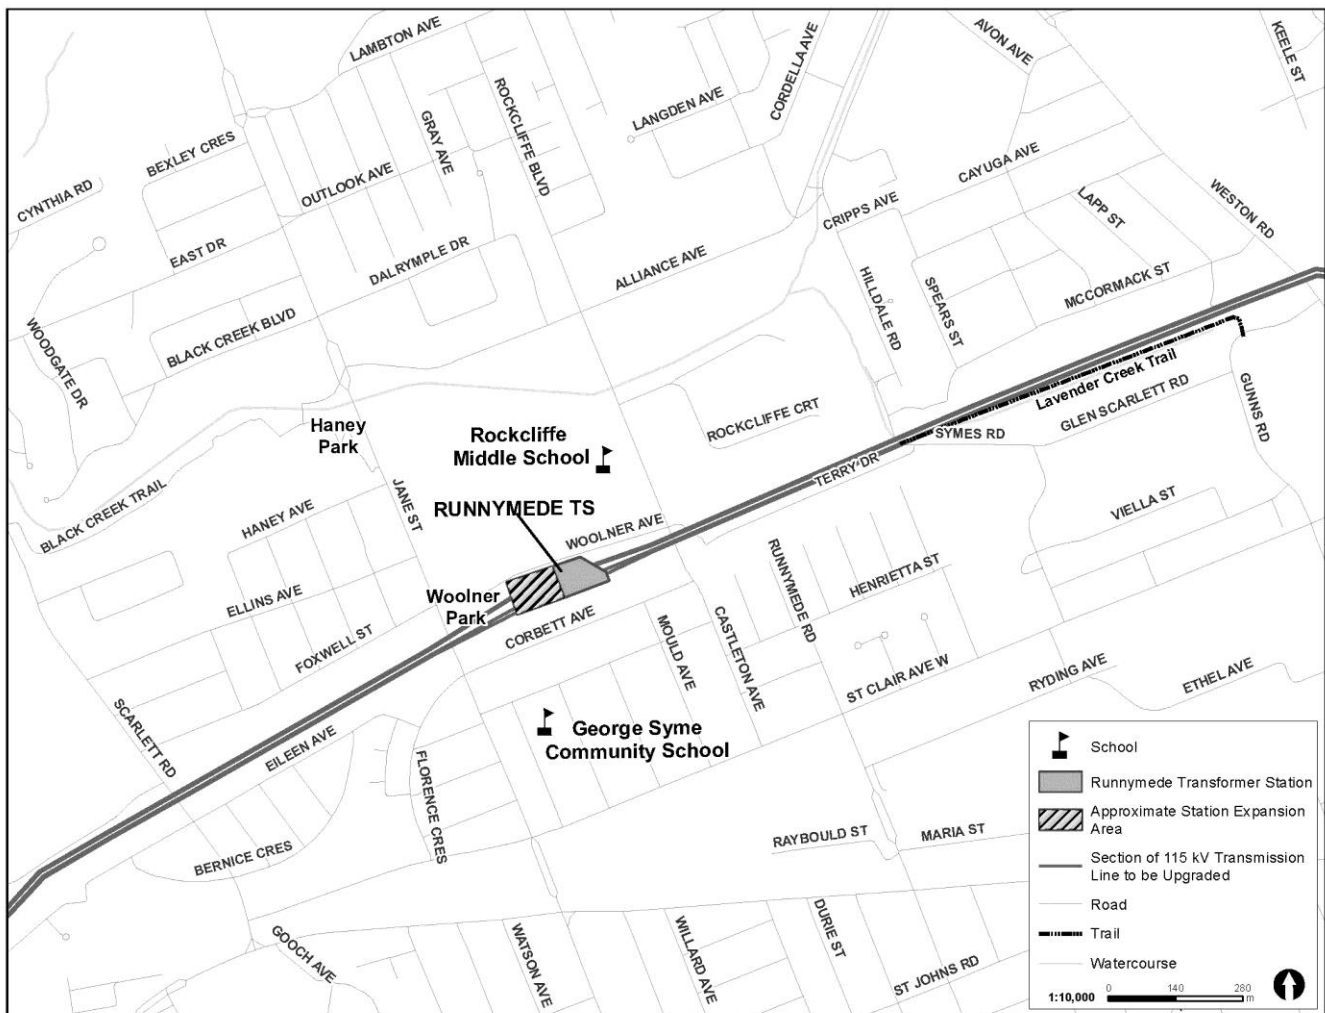 LAMBTON AVE
AVON AVE
KEELE ST
CORDELLA AVE
ROCKCLIFFE BLVD
LANGDEN AVE
GRAY AVE
BEXLEY CRES
CAYUGA AVE
CYNTHIA RD
OUTLOOK AVE
LAPP ST
WESTON RD
CRIPPS AVE
EAST DR
DALRYMPLE DR
ALLIANCE AVE
HILLDALE RD
SPEARS ST
MCCORMACK ST
WOODGATE DR
BLACK CREEK BLVD
Lavender Creek Trail
GLEN SCARLETT RD
GUNNS RD
ROCKCLIFFE CRT
Haney
Park
Rockcliffe
Middle School
SYMES RD
TERRY DR
BLACK CREEK TRAIL
JANE ST
HANEY AVE
RUNNYMEDE TS
WOOLNER AVE
VIELLA ST
RUNNYMEDE RD
HENRIETTA ST
ELLINS AVE
Woolner
Park
CORBETT AVE
FOXWELL ST
MOULD AVE
CASTLETON AVE
ST CLAIR AVE W
RYDING AVE
ETHEL AVE
SCARLETT RD
EILEEN AVE
George Syme
Community School
FLORENCE CRES
BERNICE CRES
RAYBOULD ST
MARIA ST
GOOCH AVE
WATSON AVE
WILLARD AVE
DURIE ST
ST JOHNS RD
School
Runnymede Transformer Station
Approximate Station Expansion
Area
Section of 115 kV Transmission
Line to be Upgraded
Road
Trail
Watercourse
1:10,000
0 140 280
m